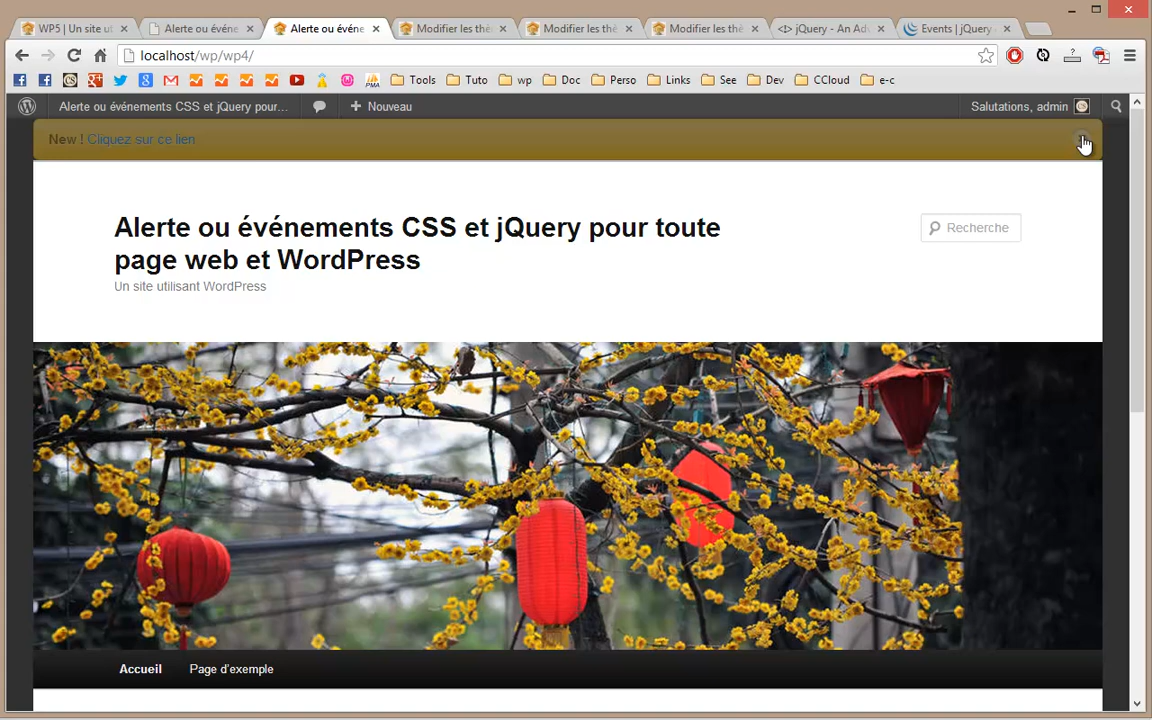 WP5 | Un site ut
Alerte ou événe
Alerte ou événe
Modifier les thè
Modifier les thè
Modifier les thè
jQuery - An Adv
Events | jQuery
localhost/wp/wp4/
Tools
Tuto
wp
Doc
Perso
Links
See
Dev
CCloud
e-c
Alerte ou événements CSS et jQuery pour...
Nouveau
Salutations, admin
New ! Cliquez sur ce lien
Alerte ou événements CSS et jQuery pour toute
page web et WordPress
Recherche
Un site utilisant WordPress
Accueil
Page d'exemple